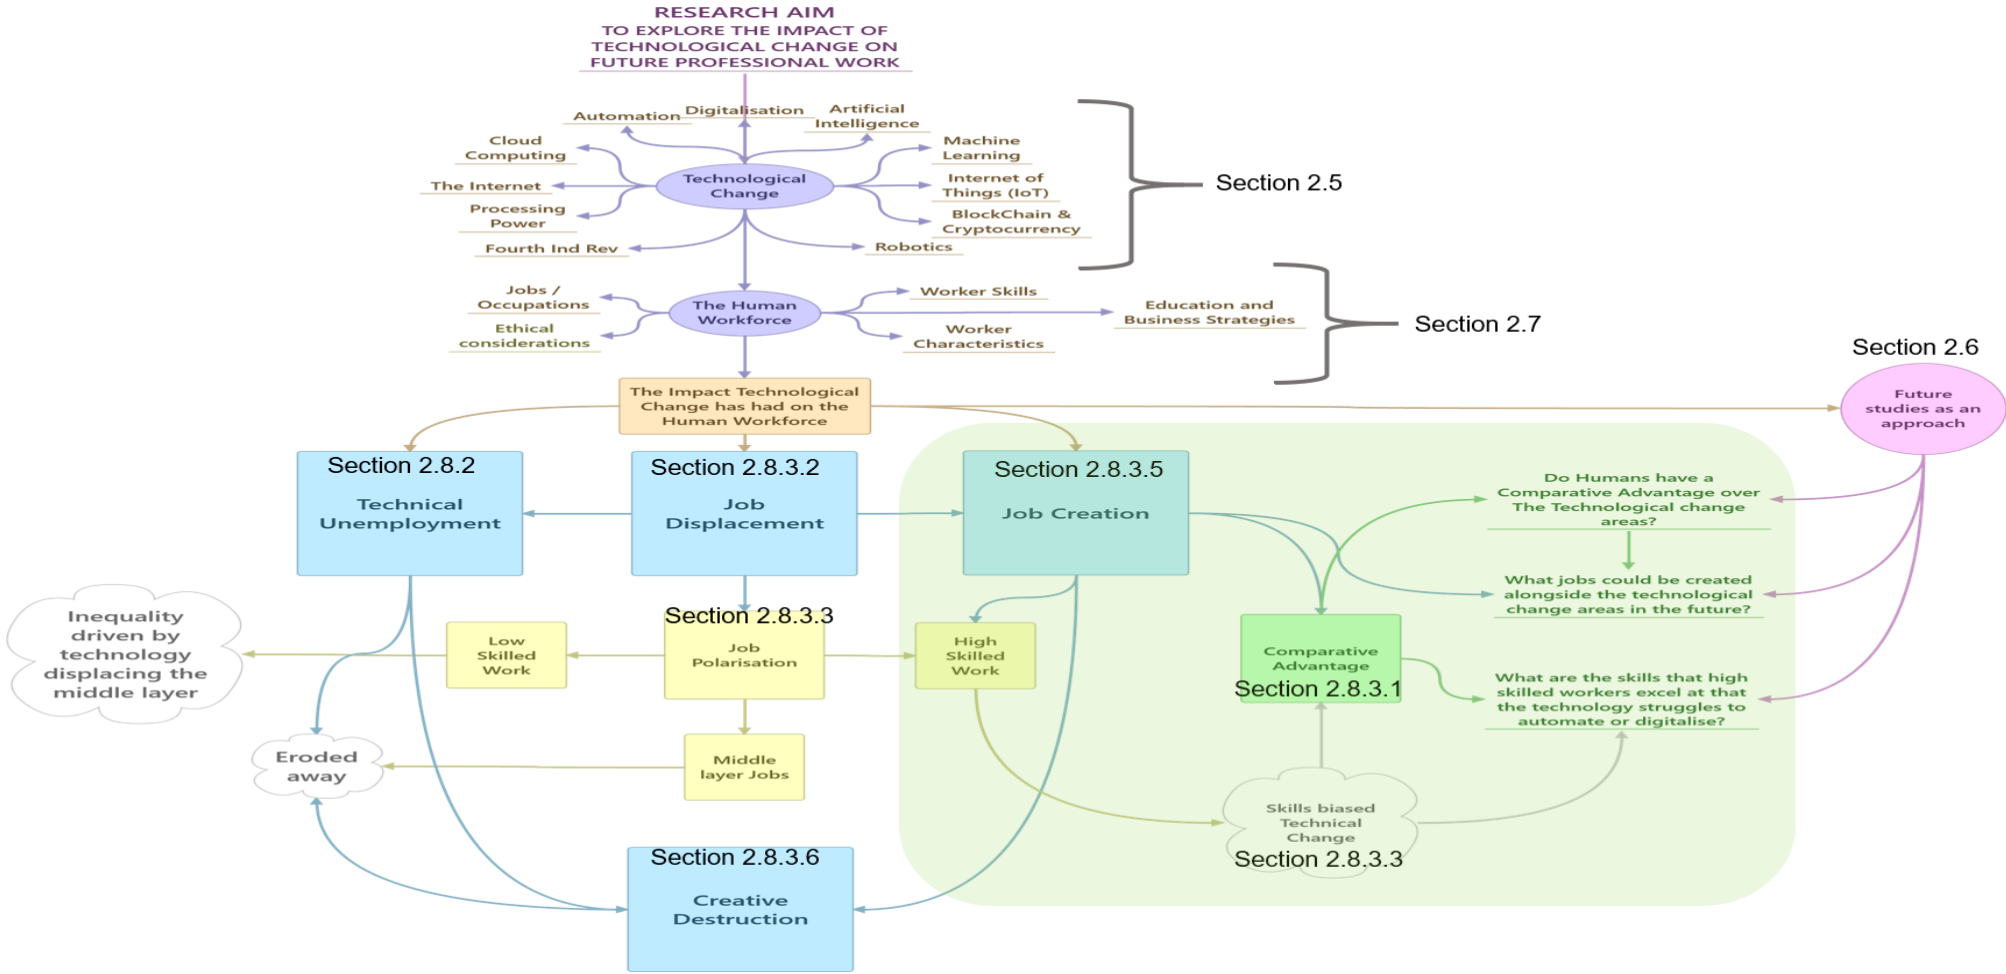 RESEARCH AIM
TO EXPLORE THE IMPACT OF
TECHNOLOGICAL CHANGE ON
FUTURE PROFESSIONAL WORK
Automation
Digitalisation
Artificial
Intelligence
Cloud
Computing
Machine
Learning
The Internet
Technological
Change
Internet of
Things (IoT)
Section 2.5
Processing
Power
BlockChain &
Cryptocurrency
Fourth Ind Rev
Robotics
Jobs /
Occupations
The Human
Workforce
Worker Skills
Education and
Business Strategies
Section 2.7
Ethical
considerations
Worker
Characteristics
Section 2.6
The Impact Technological
Change has had on the
Human Workforce
Future
studies as an
approach
Section 2.8.2
Technical
Unemployment
Section 2.8.3.2
Job
Displacement
Section 2.8.3.5
Job Creation
Do Humans have a
Comparative Advantage over
The Technological change
areas?
What jobs could be created
alongside the technological
change areas in the future?
Inequality
driven by
technology
displacing the
middle layer
Low
Skilled
Work
Section 2.8.3.3
Job
Polarisation
High
Skilled
Work
Comparative
Advantage
Section 2.8.3.1
What are the skills that high
skilled workers excel at that
the technology struggles to
automate or digitalise?
Eroded
away
Middle
layer Jobs
Skills biased
Technical
Change
Section 2.8.3.3
Section 2.8.3.6
Creative
Destruction